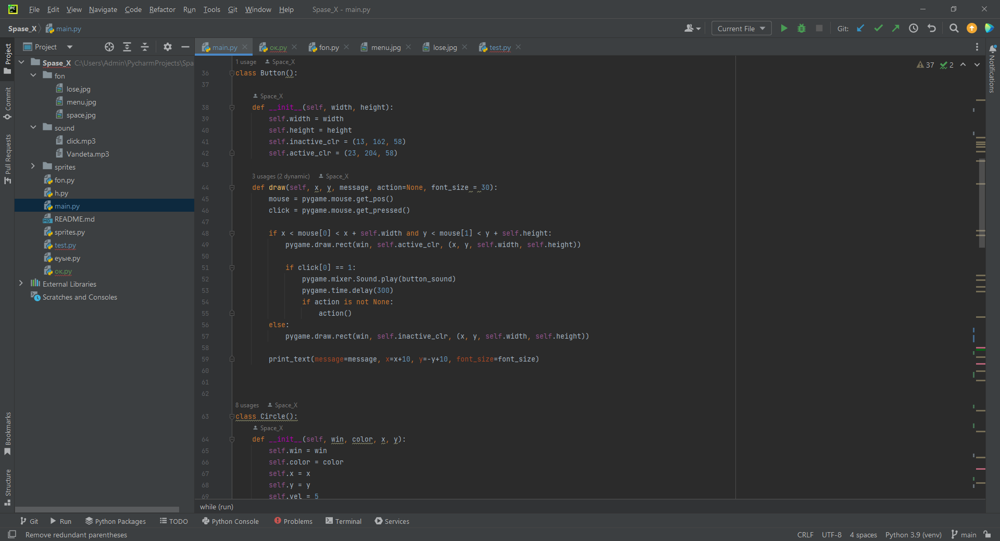 File Edit View Navigate Code Refactor Run Tools Git Window Help Spase_X - main.py
Spase_X main.py Current File Git:
Project main.py ок.py fon.py menu.jpg lose.jpg test.py
Project
Commit
Pull Requests
Bookmarks
Structure
Notifications
Spase_X C:\Users\Admin\PycharmProjects\Spa
fon
lose.jpg
menu.jpg
space.jpg
sound
click.mp3
Vandeta.mp3
sprites
fon.py
h.py
main.py
README.md
sprites.py
test.py
еуые.py
ок.py
External Libraries
Scratches and Consoles
37 2
1 usage Space_X
36 class Button():
37
Space_X
38 def __init__(self, width, height):
39 self.width = width
40 self.height = height
41 self.inactive_clr = (13, 162, 58)
42 self.active_clr = (23, 204, 58)
43
3 usages (2 dynamic) Space_X
44 def draw(self, x, y, message, action=None, font_size = 30):
45 mouse = pygame.mouse.get_pos()
46 click = pygame.mouse.get_pressed()
47
48 if x < mouse[0] < x + self.width and y < mouse[1] < y + self.height:
49 pygame.draw.rect(win, self.active_clr, (x, y, self.width, self.height))
50
51 if click[0] == 1:
52 pygame.mixer.Sound.play(button_sound)
53 pygame.time.delay(300)
54 if action is not None:
55 action()
56 else:
57 pygame.draw.rect(win, self.inactive_clr, (x, y, self.width, self.height))
58
59 print_text(message=message, x=x+10, y=-y+10, font_size=font_size)
60
61
62
8 usages Space_X
63 class Circle():
Space_X
64 def __init__(self, win, color, x, y):
65 self.win = win
66 self.color = color
67 self.x = x
68 self.y = y
69 self.vel = 5
while (run)
Git Run Python Packages TODO Python Console Problems Terminal Services
Remove redundant parentheses CRLF UTF-8 4 spaces Python 3.9 (venv) main